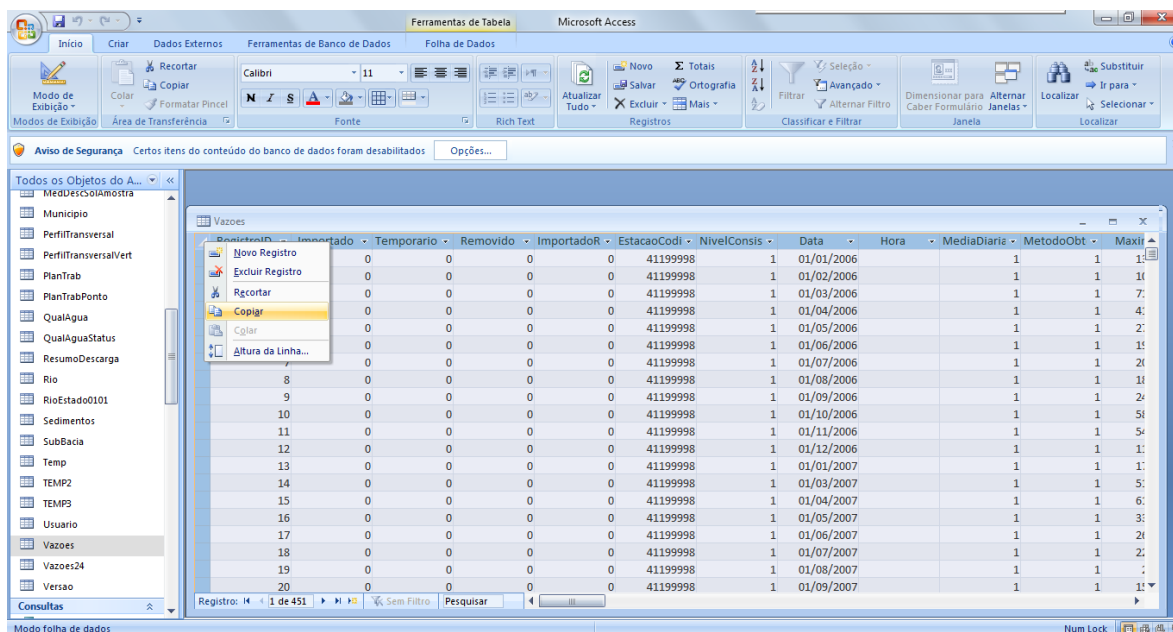 Ferramentas de Tabela Microsoft Access
Início Criar Dados Externos Ferramentas de Banco de Dados Folha de Dados
Modo de Exibição
Colar
Recortar
Copiar
Formatar Pincel
Calibri 11
N I S A
Atualizar Tudo
Novo Σ Totais
Salvar Ortografia
Excluir Mais
Filtrar
Seleção
Avançado
Alternar Filtro
Dimensionar para Caber Formulário
Alternar Janelas
Localizar
Substituir
Ir para
Selecionar
Modos de Exibição Área de Transferência Fonte Rich Text Registros Classificar e Filtrar Janela Localizar
Aviso de Segurança Certos itens do conteúdo do banco de dados foram desabilitados Opções...
Todos os Objetos do A...
MedDescSolAmostra
Municipio
PerfilTransversal
PerfilTransversalVert
PlanTrab
PlanTrabPonto
QualAgua
QualAguaStatus
ResumoDescarga
Rio
RioEstado0101
Sedimentos
SubBacia
Temp
TEMP2
TEMP3
Usuario
Vazoes
Vazoes24
Versao
Consultas
Vazoes
RegistroID Importado Temporario Removido ImportadoR EstacaoCodi NivelConsis Data Hora MediaDiaria MetodoObt
Novo Registro
Excluir Registro
Recortar
Copiar
Colar
Altura da Linha...
0 0 0 0 41199998 1 01/01/2006 1 1
0 0 0 0 41199998 1 01/02/2006 1 1
0 0 0 0 41199998 1 01/03/2006 1 1
0 0 0 0 41199998 1 01/04/2006 1 1
0 0 0 0 41199998 1 01/05/2006 1 1
0 0 0 0 41199998 1 01/06/2006 1 1
7 0 0 0 0 41199998 1 01/07/2006 1 1
8 0 0 0 0 41199998 1 01/08/2006 1 1
9 0 0 0 0 41199998 1 01/09/2006 1 1
10 0 0 0 0 41199998 1 01/10/2006 1 1
11 0 0 0 0 41199998 1 01/11/2006 1 1
12 0 0 0 0 41199998 1 01/12/2006 1 1
13 0 0 0 0 41199998 1 01/01/2007 1 1
14 0 0 0 0 41199998 1 01/03/2007 1 1
15 0 0 0 0 41199998 1 01/04/2007 1 1
16 0 0 0 0 41199998 1 01/05/2007 1 1
17 0 0 0 0 41199998 1 01/06/2007 1 1
18 0 0 0 0 41199998 1 01/07/2007 1 1
19 0 0 0 0 41199998 1 01/08/2007 1 1
20 0 0 0 0 41199998 1 01/09/2007 1 1
Registro: 1 de 451 Sem Filtro Pesquisar
Modo folha de dados Num Lock